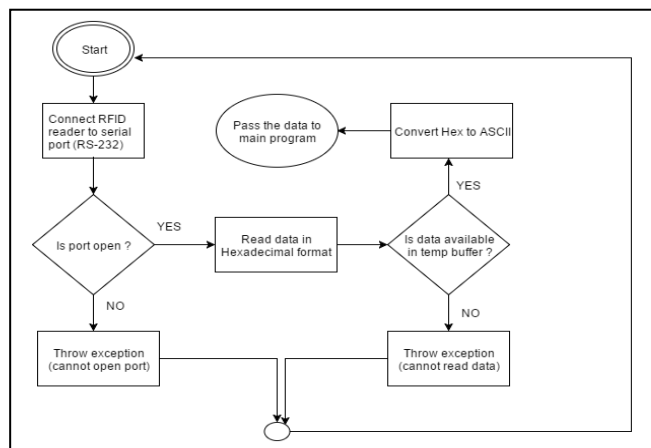 Start
Connect RFID
reader to serial
port (RS-232)
Pass the data to
main program
Convert Hex to ASCII
YES
Is port open ?
YES
Read data in
Hexadecimal format
Is data available
in temp buffer ?
NO
NO
Throw exception
(cannot open port)
Throw exception
(cannot read data)